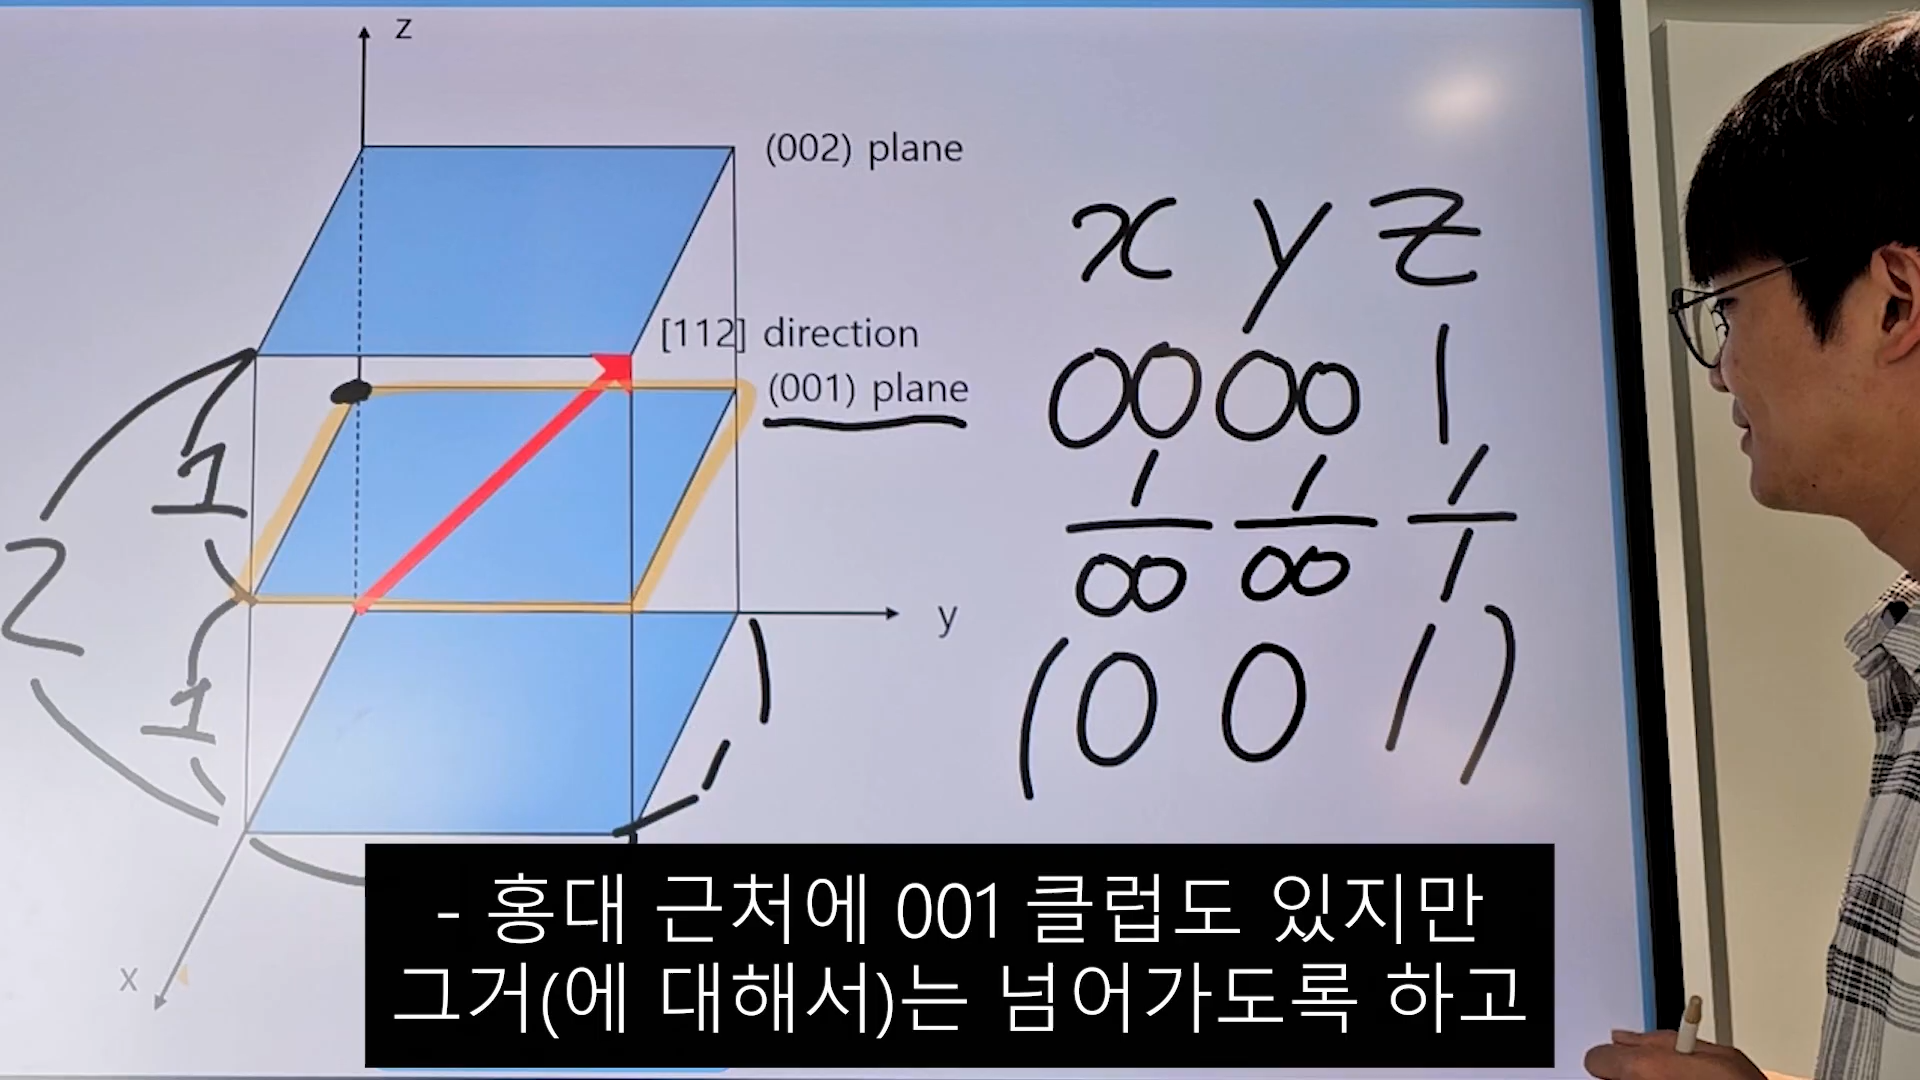 z
(002) plane
[112] direction
(001) plane
y
x
2
1
1
1
x y z
∞ ∞ 1
1/∞ 1/∞ 1/1
(0 0 1)
- 홍대 근처에 001 클럽도 있지만
그거(에 대해서)는 넘어가도록 하고